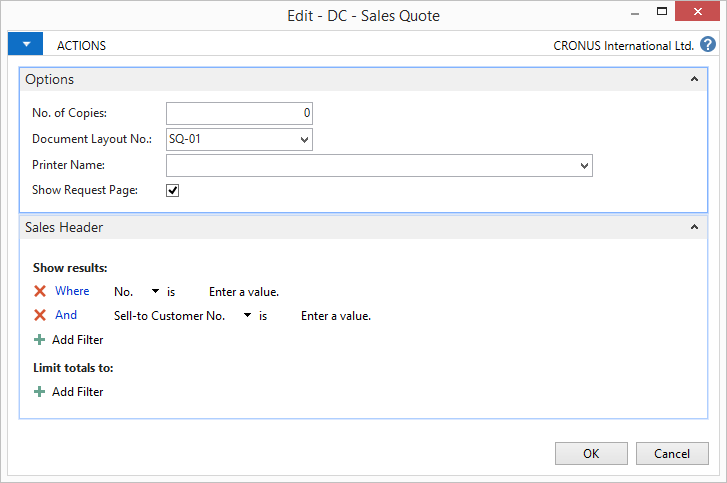 Edit - DC - Sales Quote
ACTIONS CRONUS International Ltd. ?
Options
No. of Copies: 0
Document Layout No.: SQ-01
Printer Name:
Show Request Page:
Sales Header
Show results:
Where No. is Enter a value.
And Sell-to Customer No. is Enter a value.
Add Filter
Limit totals to:
Add Filter
OK Cancel